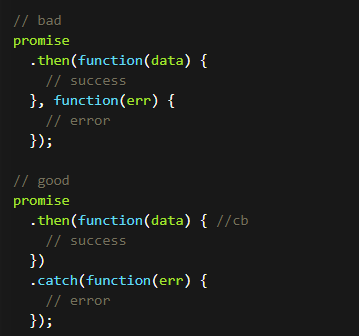 // bad
promise
  .then(function(data) {
    // success
  }, function(err) {
    // error
  });

// good
promise
  .then(function(data) { //cb
    // success
  })
  .catch(function(err) {
    // error
  });